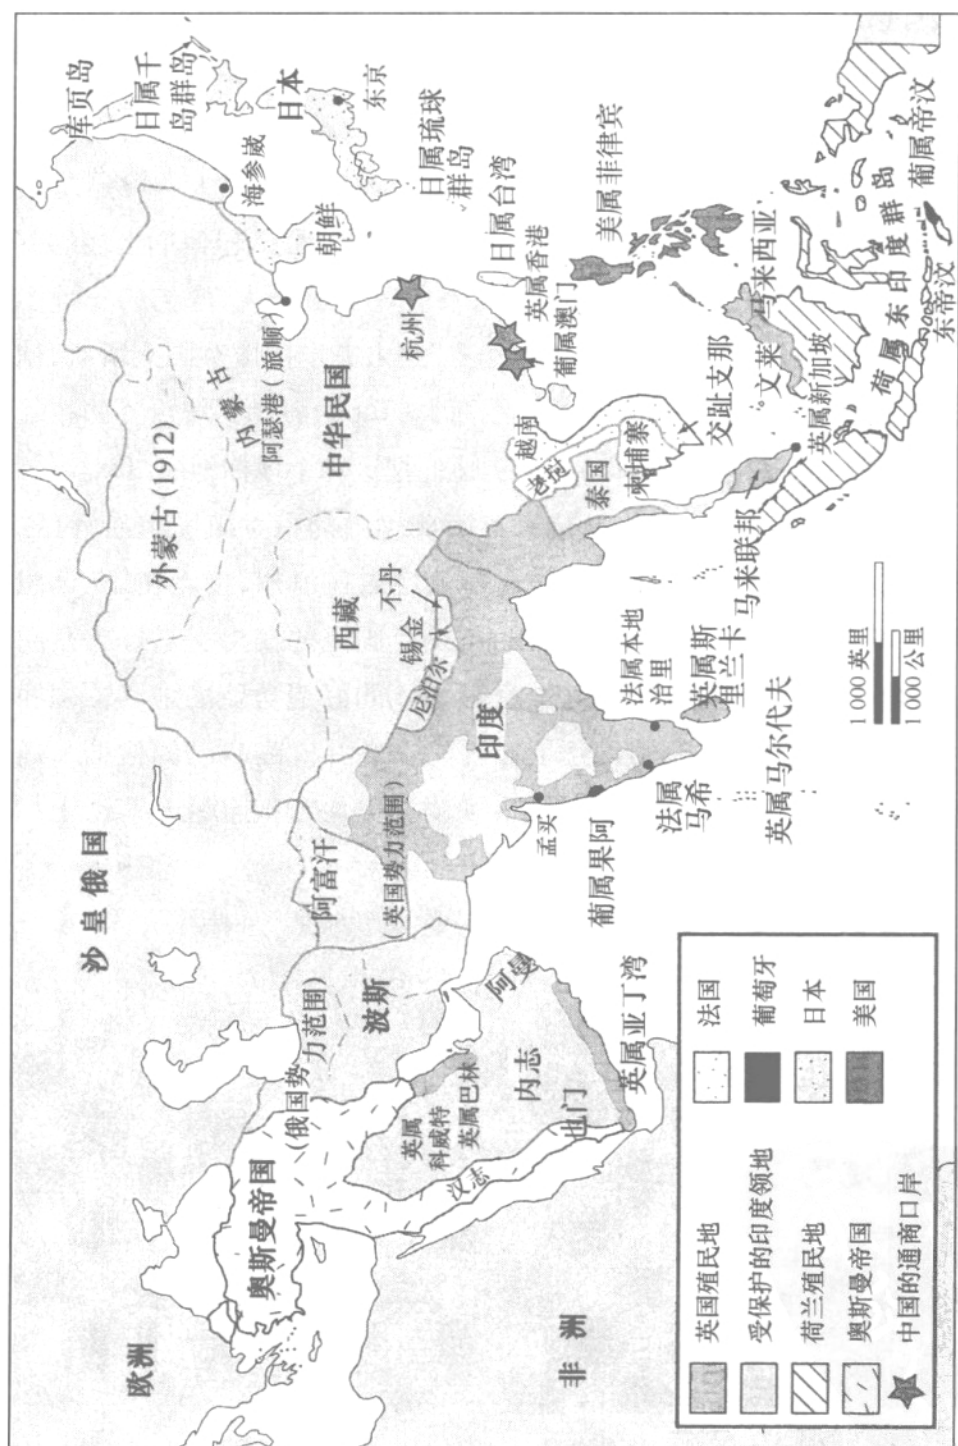 欧洲
沙皇俄国
外蒙古(1912)
内蒙古
库页岛
日属千
岛群岛
日本
东京
海参崴
朝鲜
阿瑟港(旅顺
中华民国
杭州
日属琉球
群岛
日属台湾
英属香港
葡属澳门
美属菲律宾
西藏
不丹
锡金
尼泊尔
印度
越南
老挝
泰国
柬埔寨
交趾支那
文莱
马来西亚
英属新加坡
马来联邦
荷属东印度群岛
东帝汶
葡属帝汶
奥斯曼帝国
(俄国势力范围)
波斯
阿富汗
(英国势力范围)
英属
科威特
英属巴林
内志
汉志
也门
阿曼
英属亚丁湾
非洲
孟买
葡属果阿
法属
马希
法属本地
治里
英属斯
里兰卡
英属马尔代夫
1 000 英里
1 000 公里
英国殖民地
受保护的印度领地
荷兰殖民地
奥斯曼帝国
中国的通商口岸
法国
葡萄牙
日本
美国